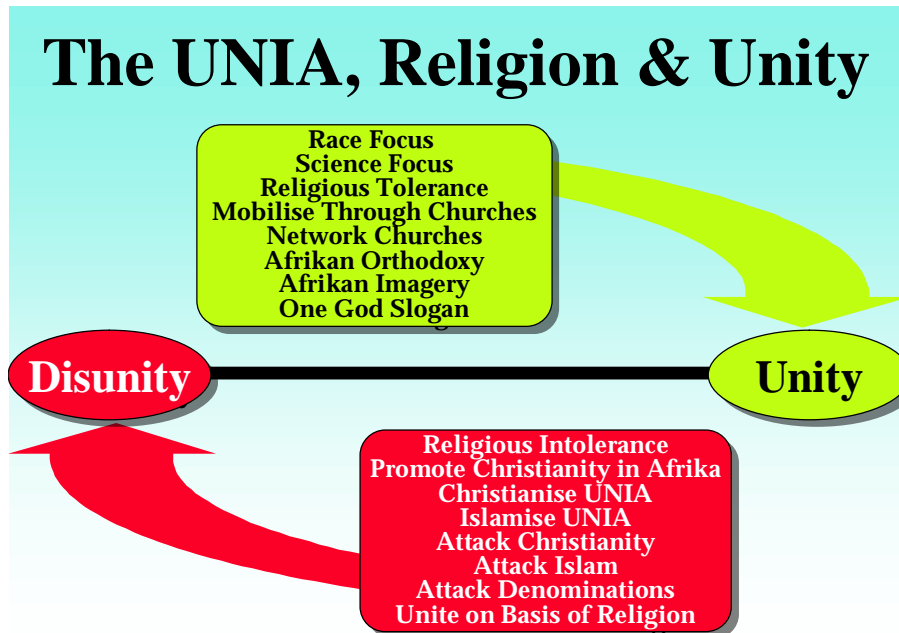 The UNIA, Religion & Unity
Race Focus
Science Focus
Religious Tolerance
Mobilise Through Churches
Network Churches
Afrikan Orthodoxy
Afrikan Imagery
One God Slogan
Disunity
Unity
Religious Intolerance
Promote Christianity in Afrika
Christianise UNIA
Islamise UNIA
Attack Christianity
Attack Islam
Attack Denominations
Unite on Basis of Religion